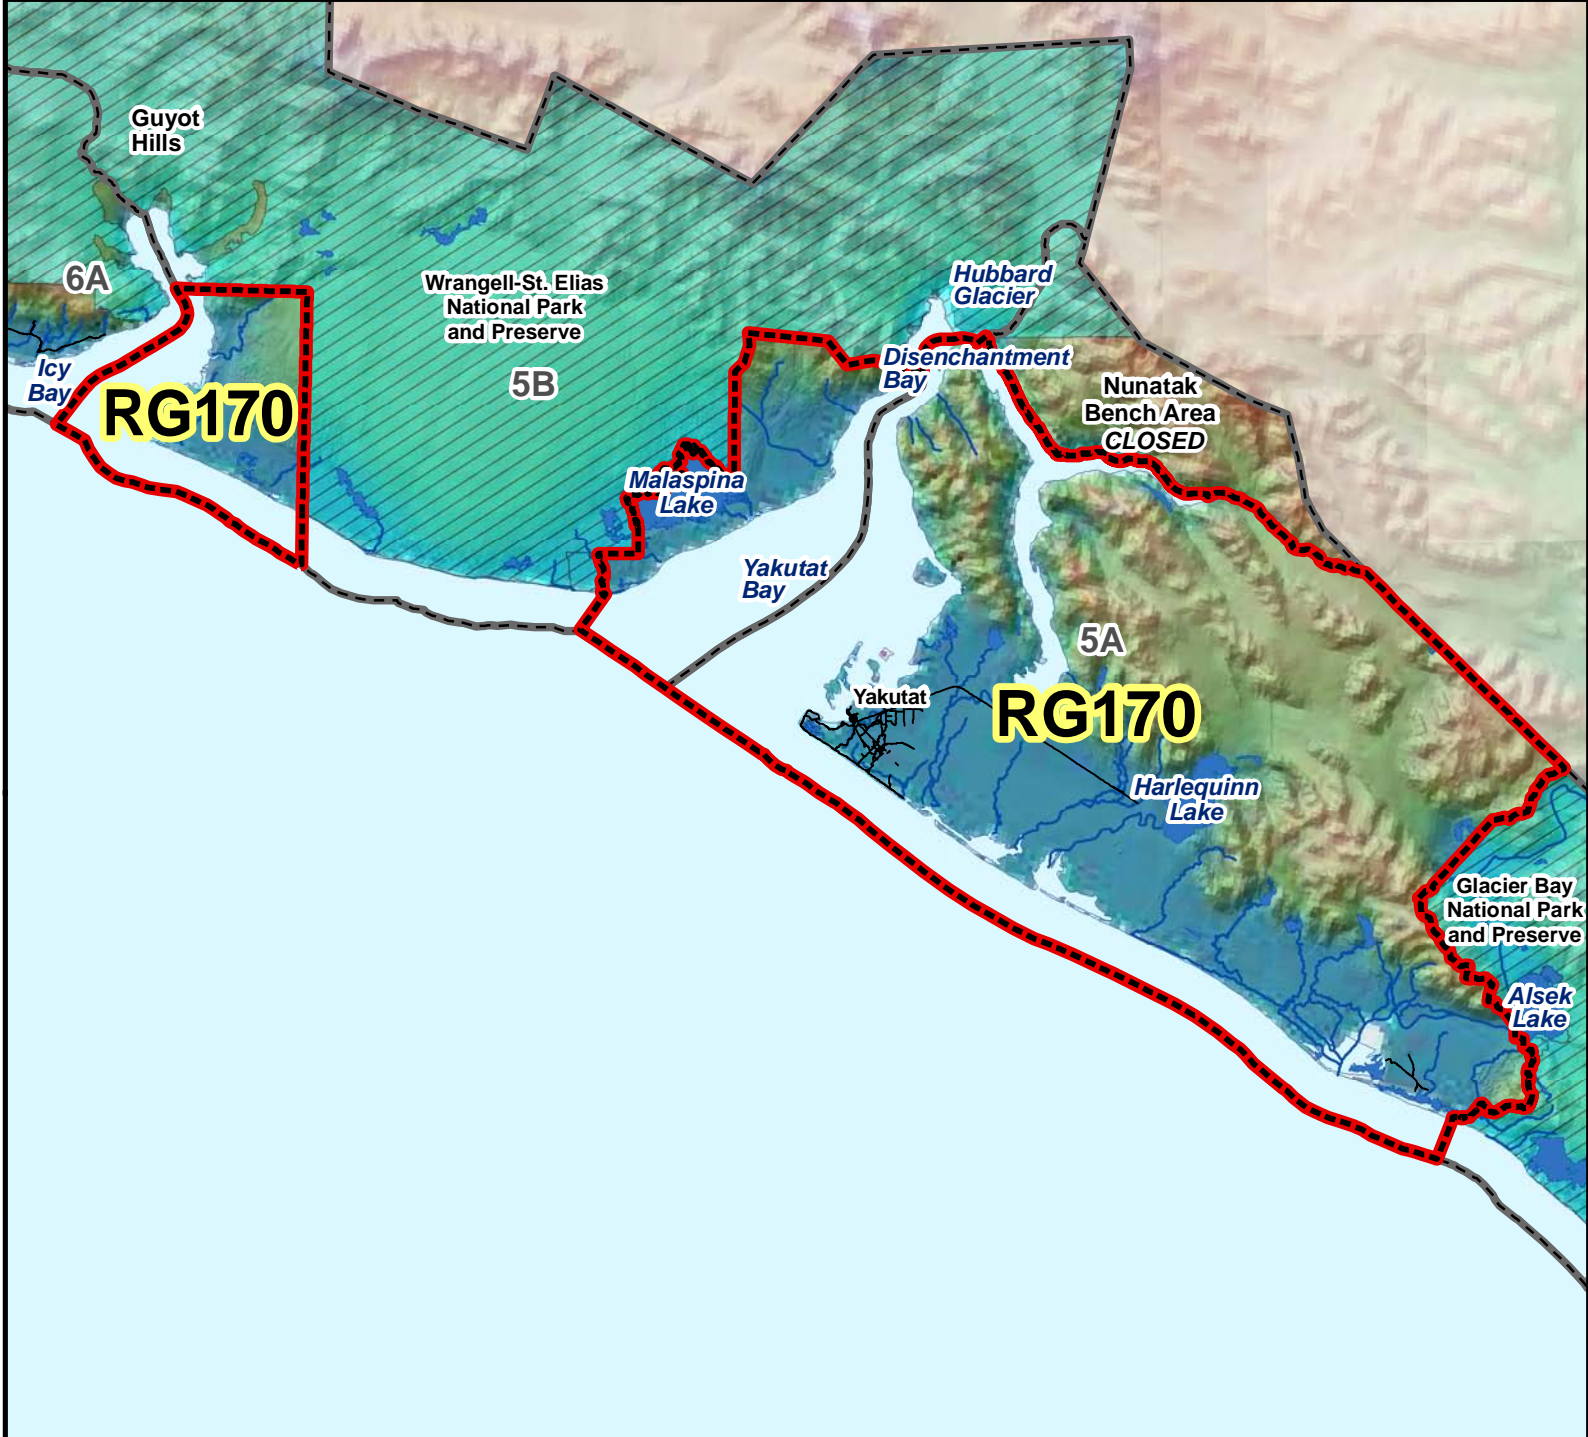 Guyot
Hills
6A
Wrangell-St. Elias
National Park
and Preserve
Hubbard
Glacier
Icy
Bay
RG170
5B
Disenchantment
Bay
Nunatak
Bench Area
CLOSED
Malaspina
Lake
Yakutat
Bay
5A
Yakutat
RG170
Harlequinn
Lake
Glacier Bay
National Park
and Preserve
Alsek
Lake